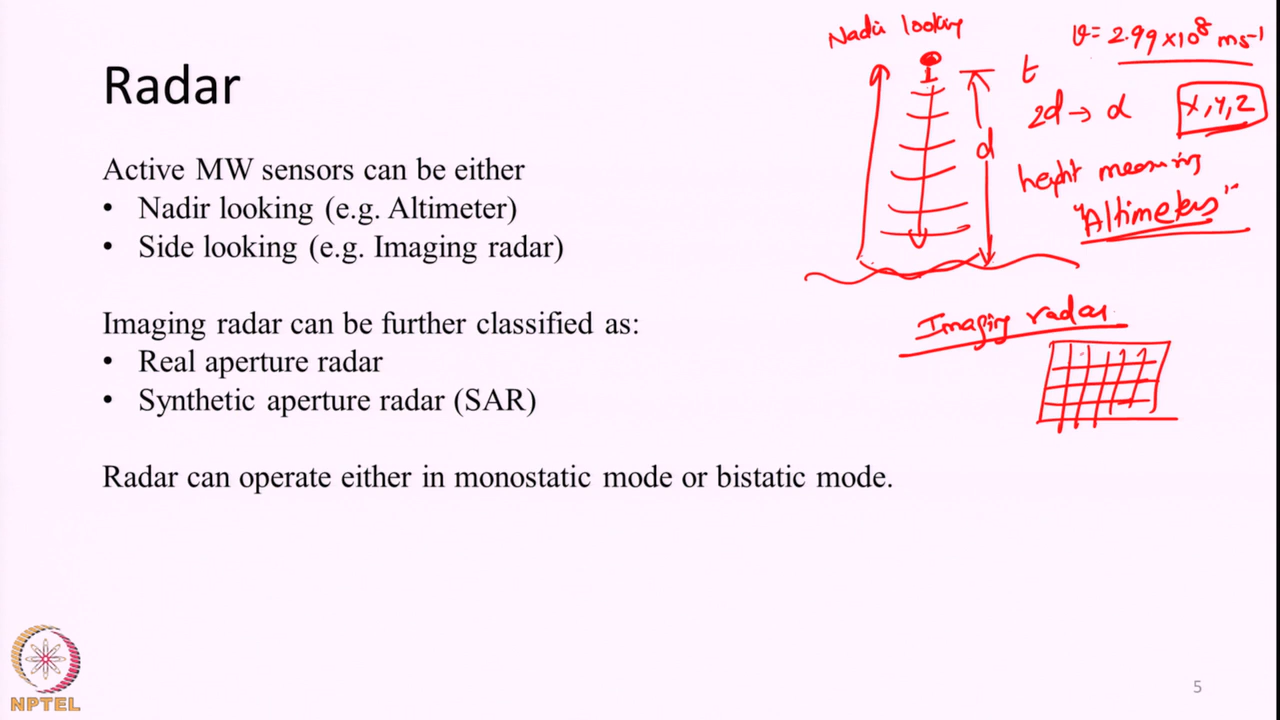 Radar
Active MW sensors can be either
• Nadir looking (e.g. Altimeter)
• Side looking (e.g. Imaging radar)
Imaging radar can be further classified as:
• Real aperture radar
• Synthetic aperture radar (SAR)
Radar can operate either in monostatic mode or bistatic mode.
Nadir looking
v = 2.99 × 10⁸ ms⁻¹
t
2d → d
x, y, z
d
height measuring
"Altimeters"
Imaging radar
NPTEL
5